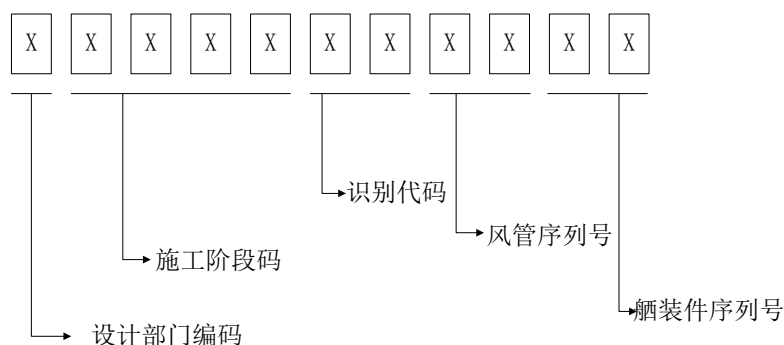 X X X X X X X X X X X
识别代码
风管序列号
施工阶段码
舾装件序列号
设计部门编码